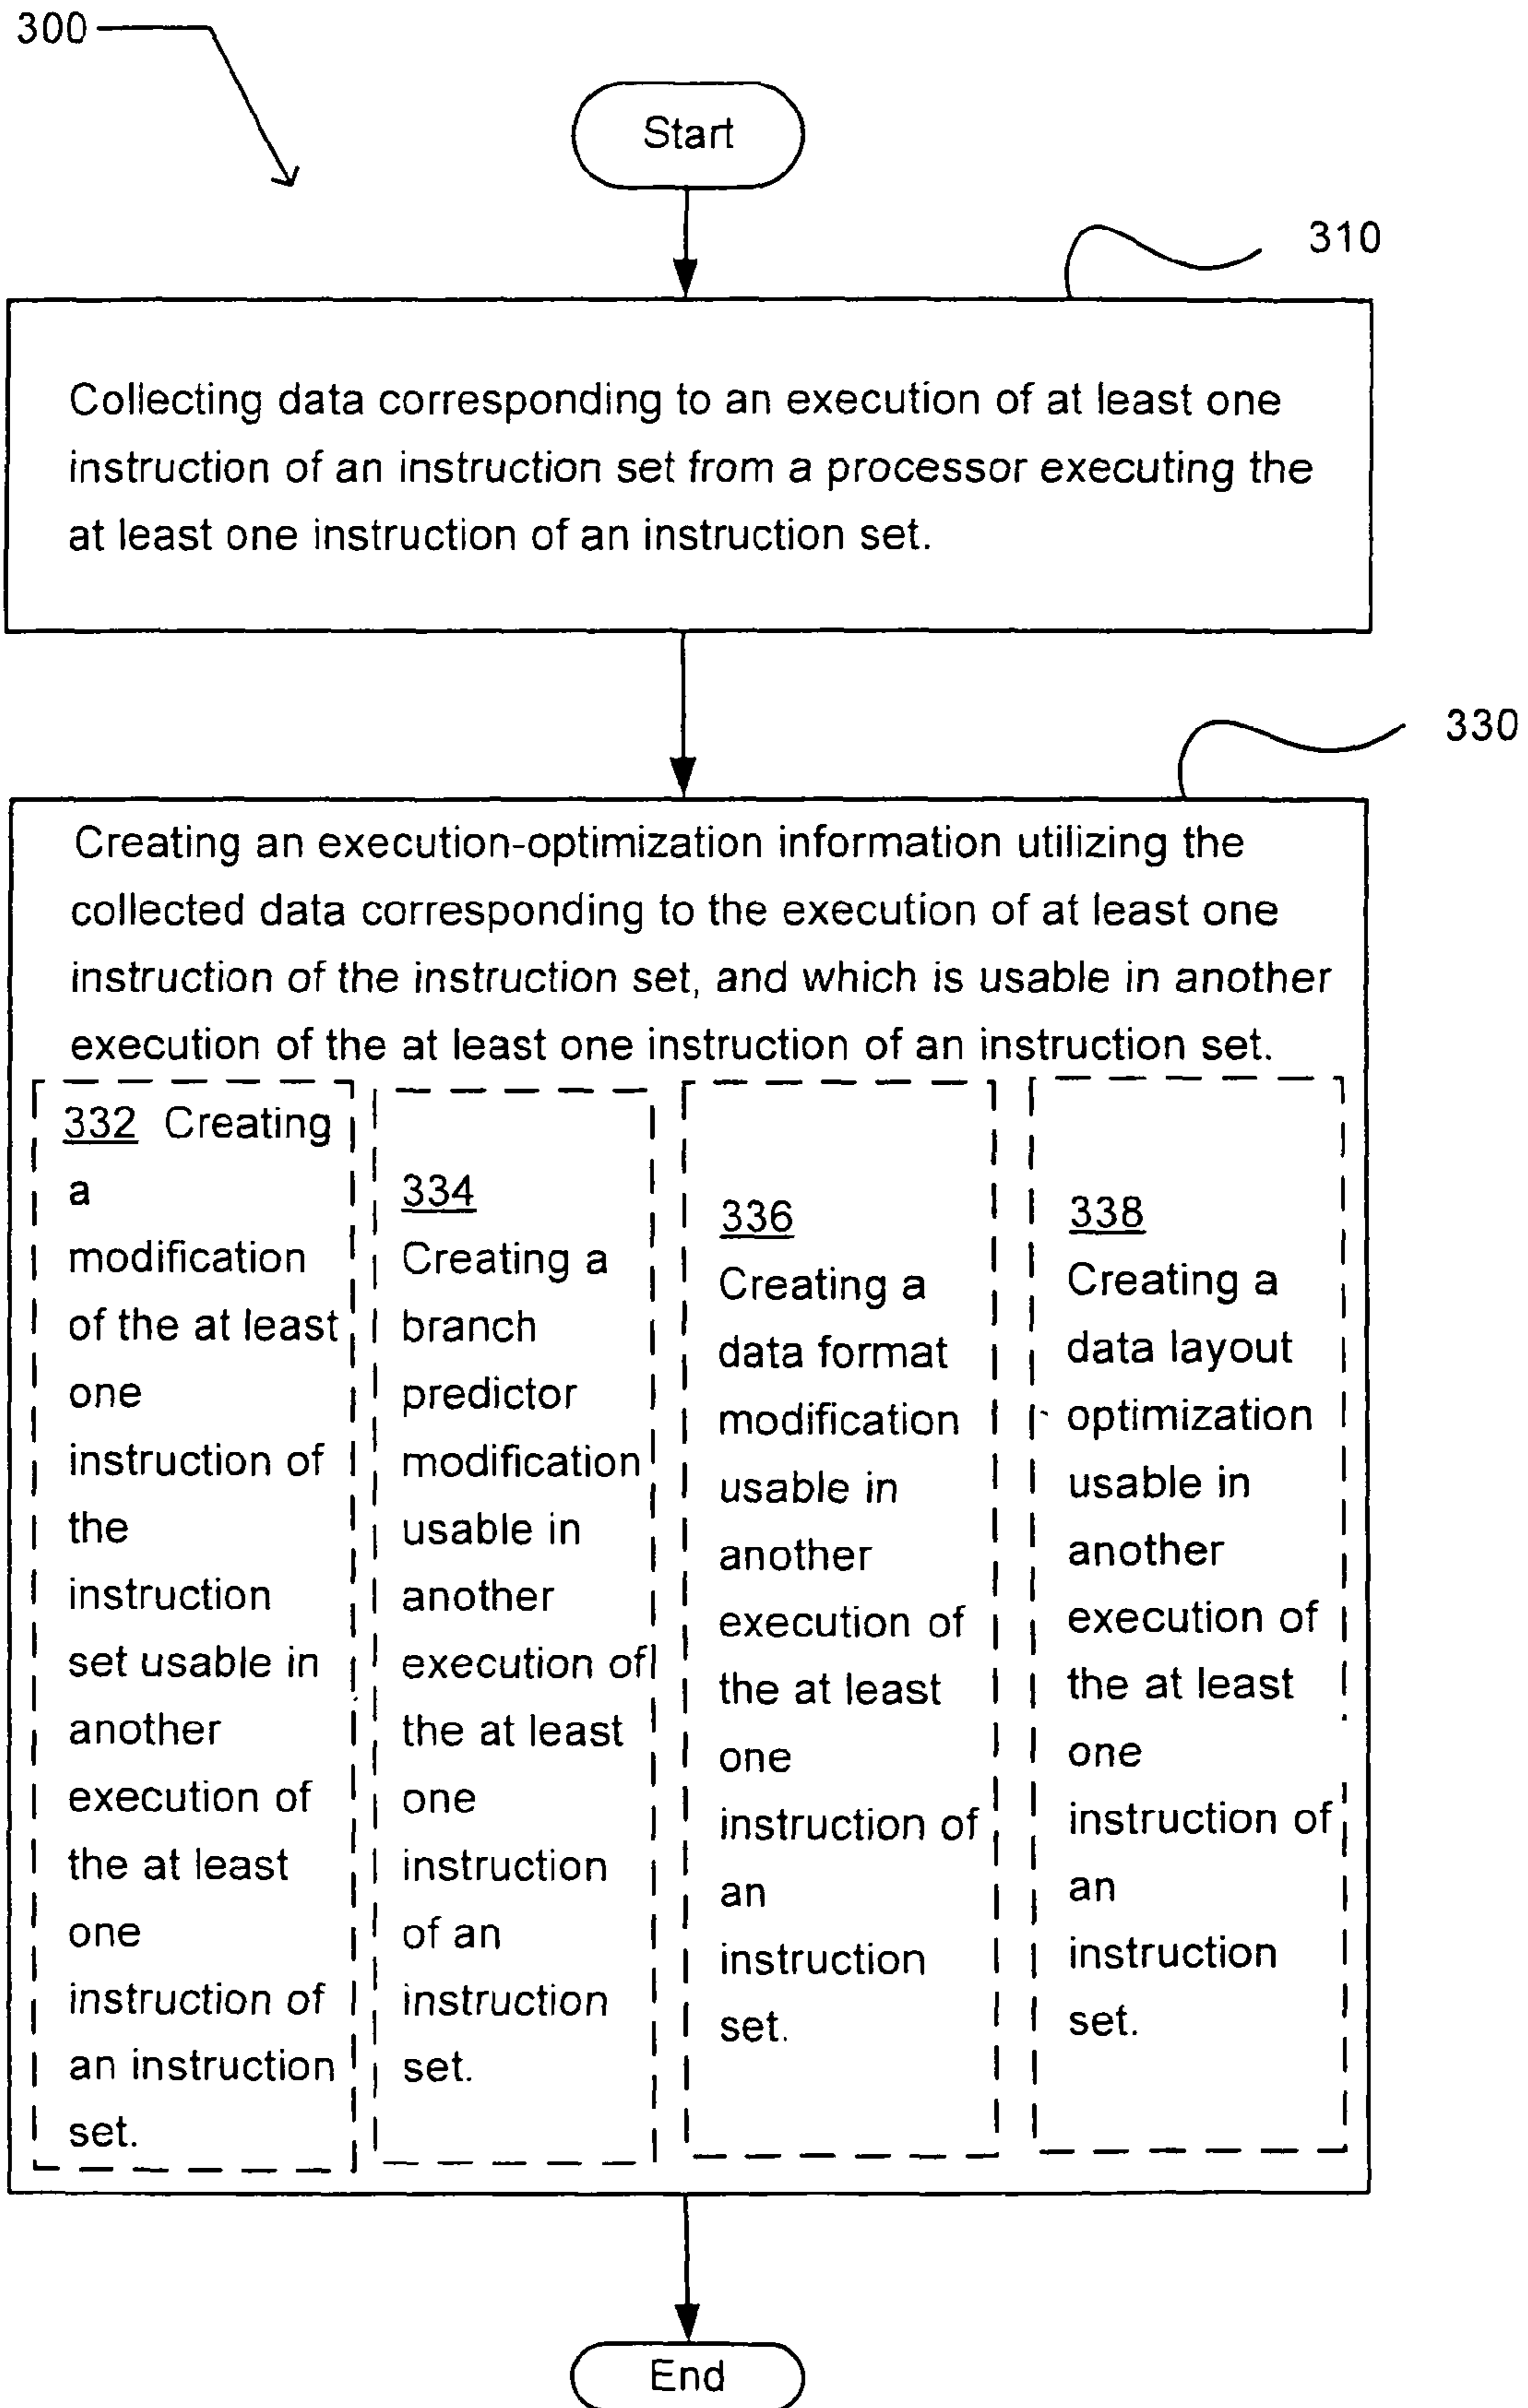 300
Start
310
Collecting data corresponding to an execution of at least one
instruction of an instruction set from a processor executing the
at least one instruction of an instruction set.
330
Creating an execution-optimization information utilizing the
collected data corresponding to the execution of at least one
instruction of the instruction set, and which is usable in another
execution of the at least one instruction of an instruction set.
332 Creating
a
modification
of the at least
one
instruction of
the
instruction
set usable in
another
execution of
the at least
one
instruction of
an instruction
set.
334
Creating a
branch
predictor
modification
usable in
another
execution of
the at least
one
instruction
of an
instruction
set.
336
Creating a
data format
modification
usable in
another
execution of
the at least
one
instruction of
an
instruction
set.
338
Creating a
data layout
optimization
usable in
another
execution of
the at least
one
instruction of
an
instruction
set.
End